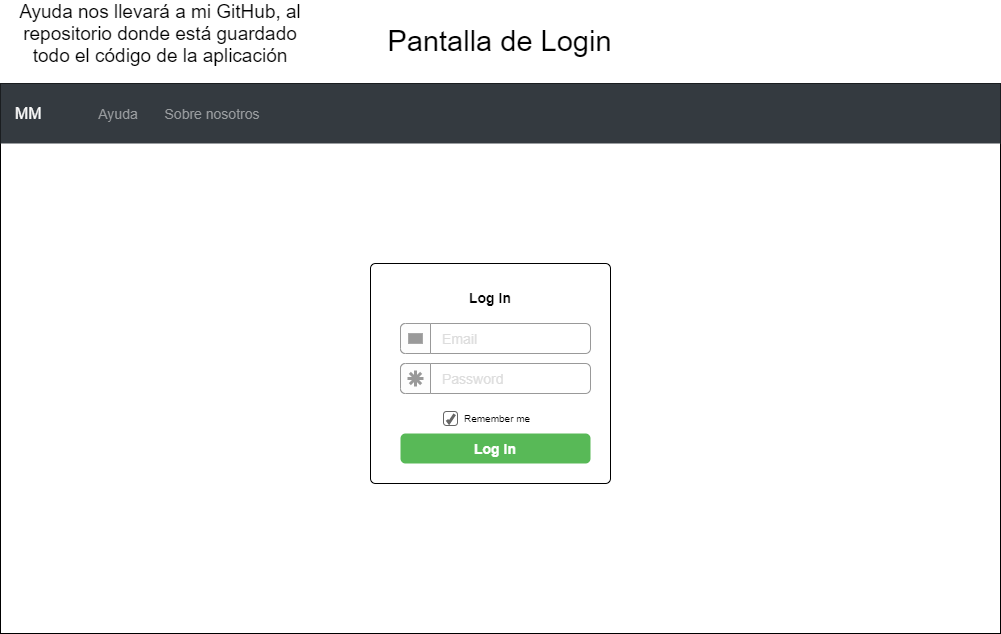 Ayuda nos llevará a mi GitHub, al
repositorio donde está guardado
todo el código de la aplicación
Pantalla de Login
MM
Ayuda
Sobre nosotros
Log In
Email
Password
Remember me
Log In